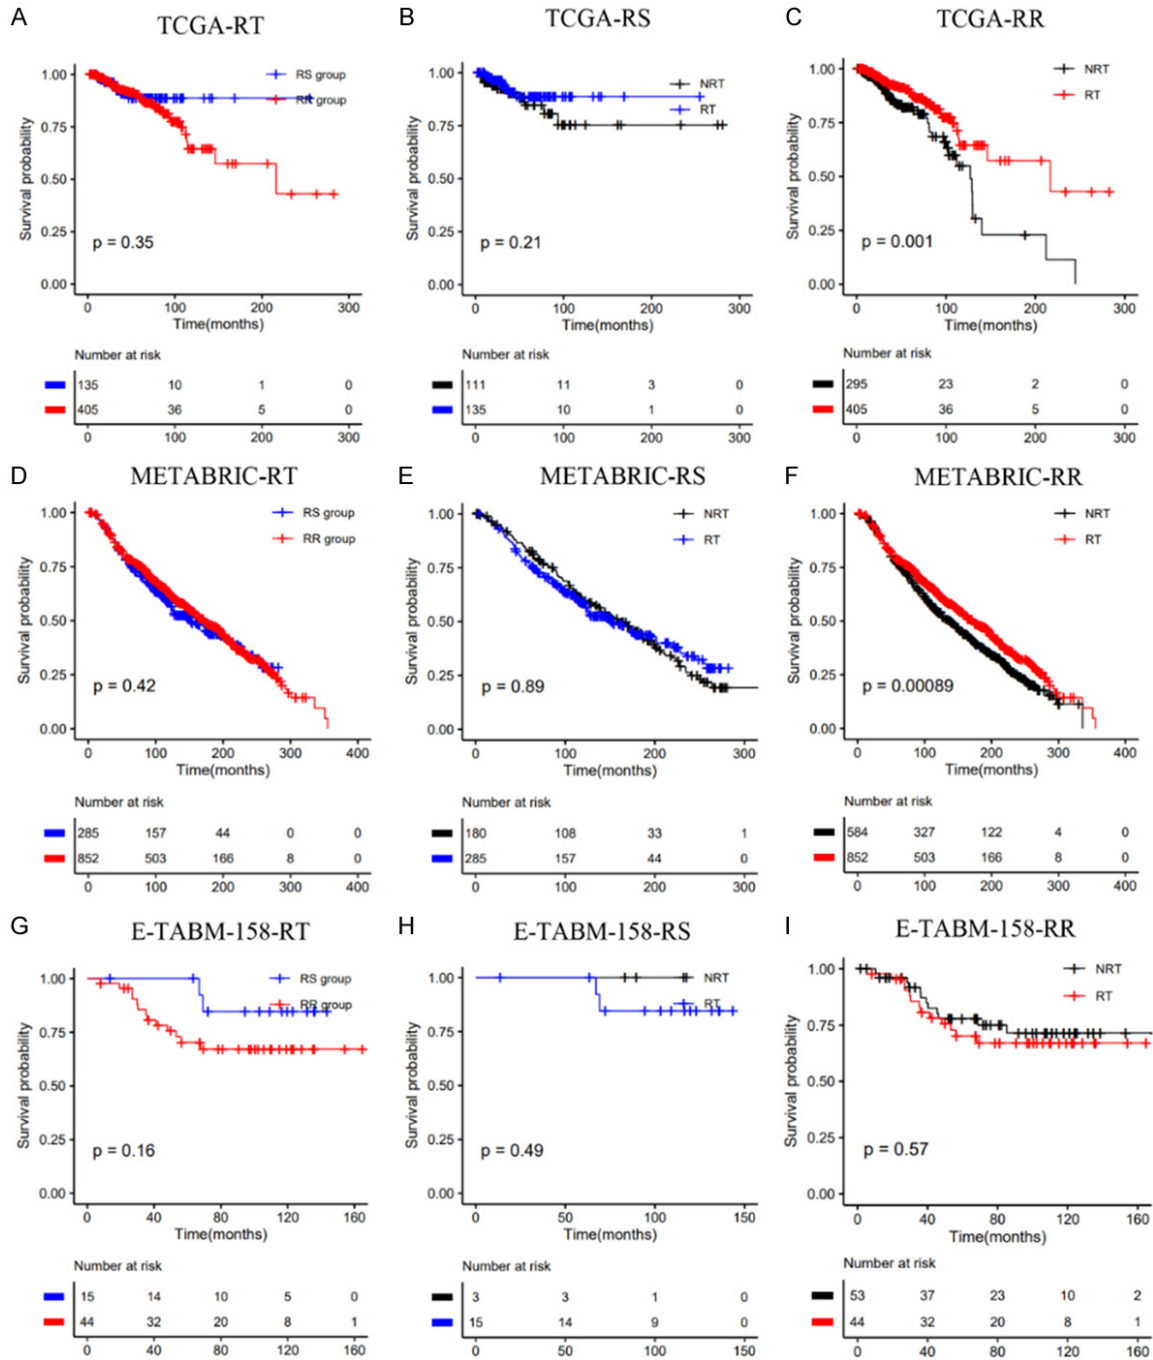 A
TCGA-RT
Survival probability
1.00
0.75
0.50
0.25
0.00
RS group
RR group
p = 0.35
0 100 200 300
Time(months)
Number at risk
135 10 1 0
405 36 5 0
0 100 200 300
B
TCGA-RS
Survival probability
1.00
0.75
0.50
0.25
0.00
NRT
RT
p = 0.21
0 100 200 300
Time(months)
Number at risk
111 11 3 0
135 10 1 0
0 100 200 300
C
TCGA-RR
Survival probability
1.00
0.75
0.50
0.25
0.00
NRT
RT
p = 0.001
0 100 200 300
Time(months)
Number at risk
295 23 2 0
405 36 5 0
0 100 200 300
D
METABRIC-RT
Survival probability
1.00
0.75
0.50
0.25
0.00
RS group
RR group
p = 0.42
0 100 200 300 400
Time(months)
Number at risk
285 157 44 0 0
852 503 166 8 0
0 100 200 300 400
E
METABRIC-RS
Survival probability
1.00
0.75
0.50
0.25
0.00
NRT
RT
p = 0.89
0 100 200 300
Time(months)
Number at risk
180 108 33 1
285 157 44 0
0 100 200 300
F
METABRIC-RR
Survival probability
1.00
0.75
0.50
0.25
0.00
NRT
RT
p = 0.00089
0 100 200 300 400
Time(months)
Number at risk
584 327 122 4 0
852 503 166 8 0
0 100 200 300 400
G
E-TABM-158-RT
Survival probability
1.00
0.75
0.50
0.25
0.00
RS group
RR group
p = 0.16
0 40 80 120 160
Time(months)
Number at risk
15 14 10 5 0
44 32 20 8 1
0 40 80 120 160
H
E-TABM-158-RS
Survival probability
1.00
0.75
0.50
0.25
0.00
NRT
RT
p = 0.49
0 50 100 150
Time(months)
Number at risk
3 3 1 0
15 14 9 0
0 50 100 150
I
E-TABM-158-RR
Survival probability
1.00
0.75
0.50
0.25
0.00
NRT
RT
p = 0.57
0 40 80 120 160
Time(months)
Number at risk
53 37 23 10 2
44 32 20 8 1
0 40 80 120 160